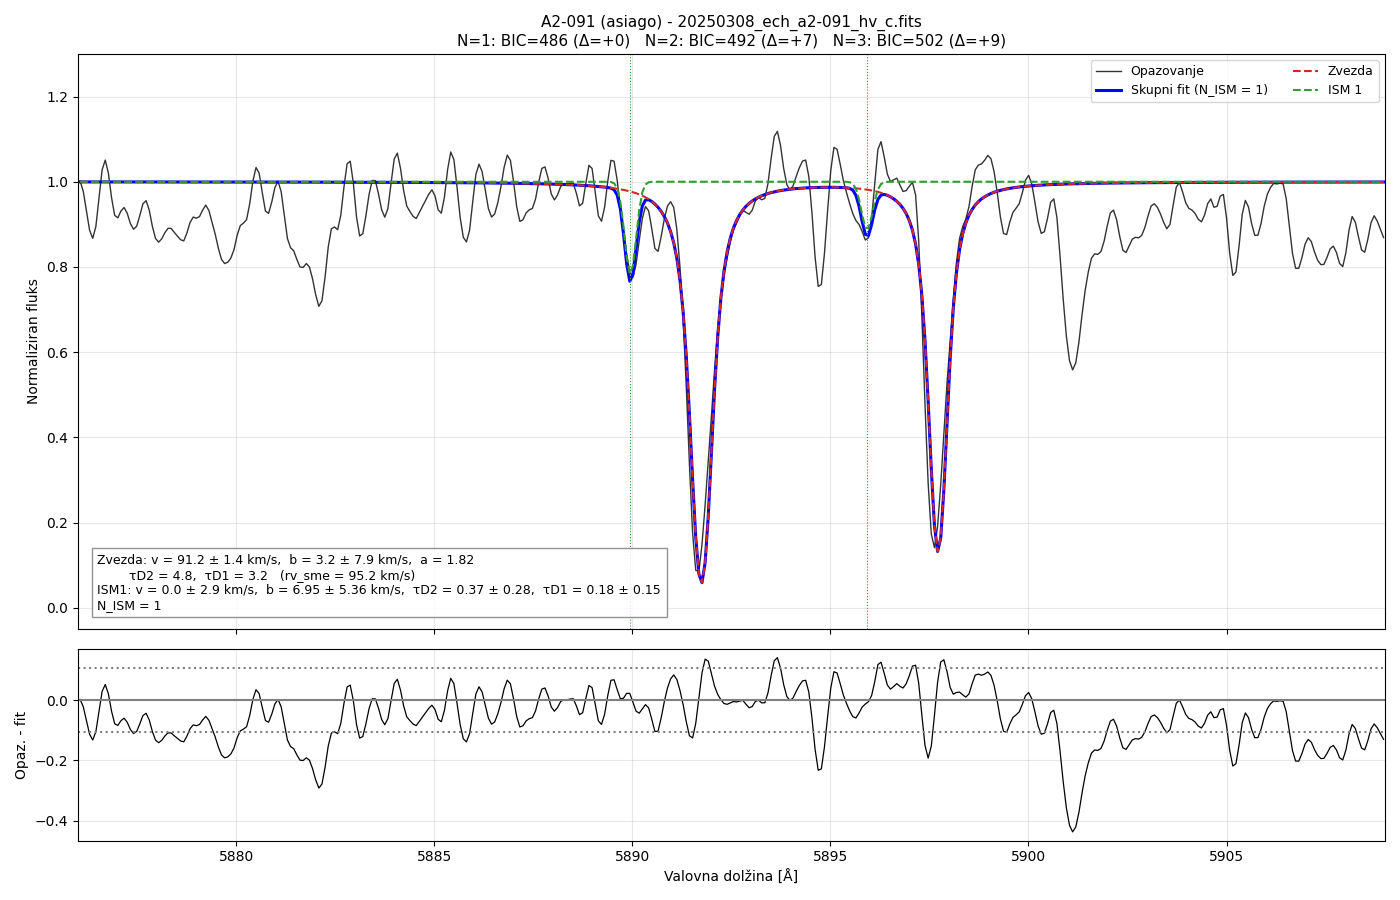 A2-091 (asiago) - 20250308_ech_a2-091_hv_c.fits
N=1: BIC=486 (Δ=+0)   N=2: BIC=492 (Δ=+7)   N=3: BIC=502 (Δ=+9)
Opazovanje
Skupni fit (N_ISM = 1)
Zvezda
ISM 1
Normaliziran fluks
1.2
1.0
0.8
0.6
0.4
0.2
0.0
Zvezda: v = 91.2 ± 1.4 km/s,  b = 3.2 ± 7.9 km/s,  a = 1.82
τD2 = 4.8,  τD1 = 3.2   (rv_sme = 95.2 km/s)
ISM1: v = 0.0 ± 2.9 km/s,  b = 6.95 ± 5.36 km/s,  τD2 = 0.37 ± 0.28,  τD1 = 0.18 ± 0.15
N_ISM = 1
Opaz. - fit
0.0
−0.2
−0.4
5880
5885
5890
5895
5900
5905
Valovna dolžina [Å]